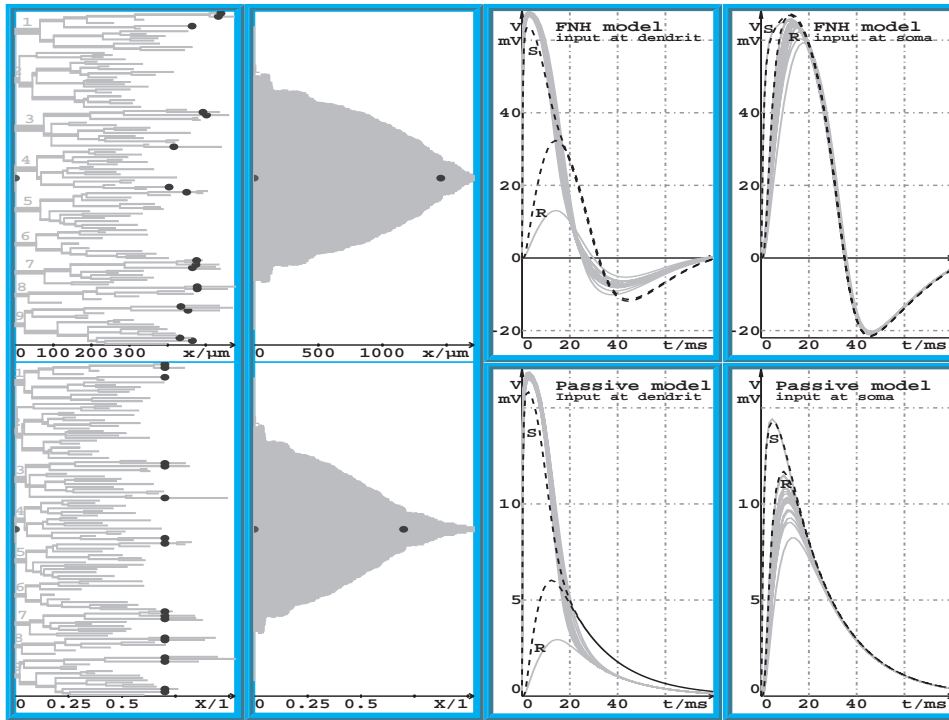 1
2
3
4
5
6
7
8
9
0 100 200 300 x/µm
0 500 1000 x/µm
V FNH model
mV input at dendrit
S
40
20
R
0
-20
20 40 t/ms
V FNH model
S
mV input at soma
R
40
20
0
-20
20 40 t/ms
1
3
4
5
6
7
8
0 0.25 0.5 X/1
0 0.25 0.5 X/1
V Passive model
mV Input at dendrit
S
10
5
R
0
20 40 t/ms
V Passive model
mV input at soma
S
R
10
5
0
20 40 t/ms